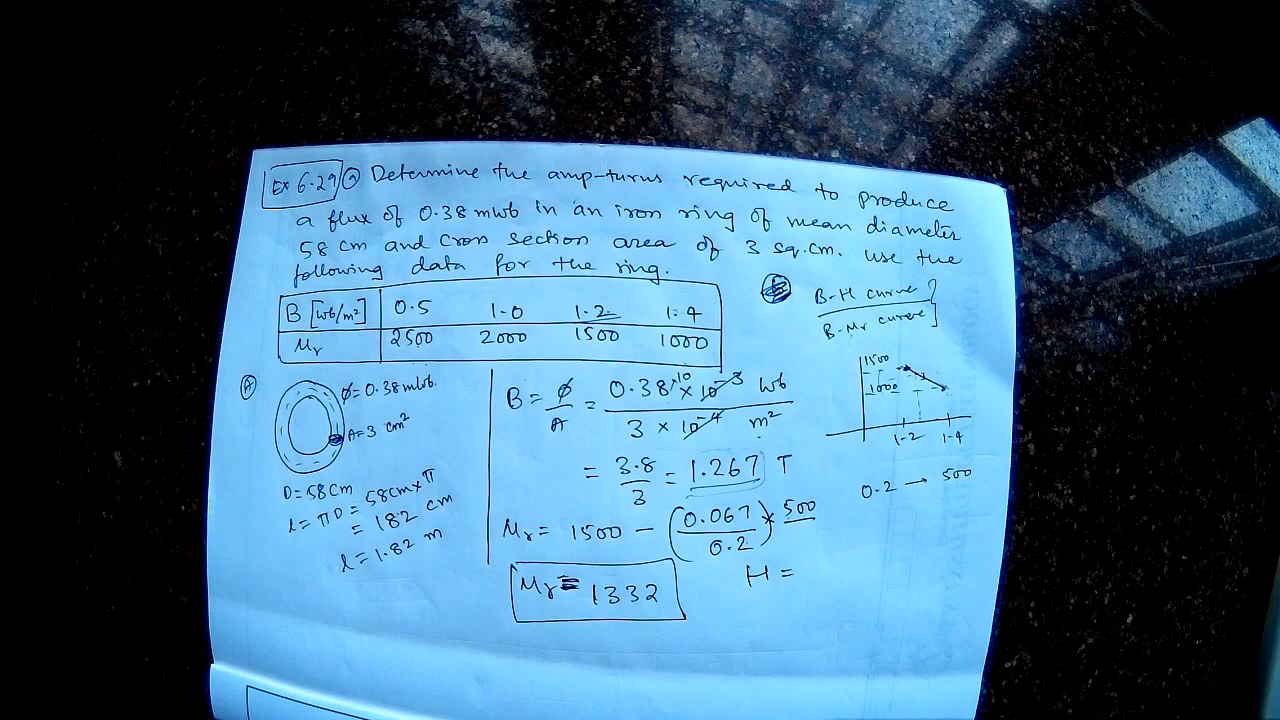 Ex 6.29 Q Determine the amp-turns required to produce
a flux of 0.38 mwb in an iron ring of mean diameter
58 cm and cross section area of 3 sq.cm. use the
following data for the ring.
B [wb/m²] 0.5 1.0 1.2 1.4
μr 2500 2000 1500 1000
B-H curve ?
B-μr curve
A
φ = 0.38 mwb.
A = 3 cm²
D = 58 cm
l = πD = 58cm × π
= 182 cm
l = 1.82 m
B = φ/A = 0.38 ×10 × 10⁻³ wb / 3 × 10⁻⁴ m²
= 3.8/3 = 1.267 T
μr = 1500 - (0.067/0.2) × 500
μr = 1332
H =
1500
1000
1.2 1.4
0.2 → 500